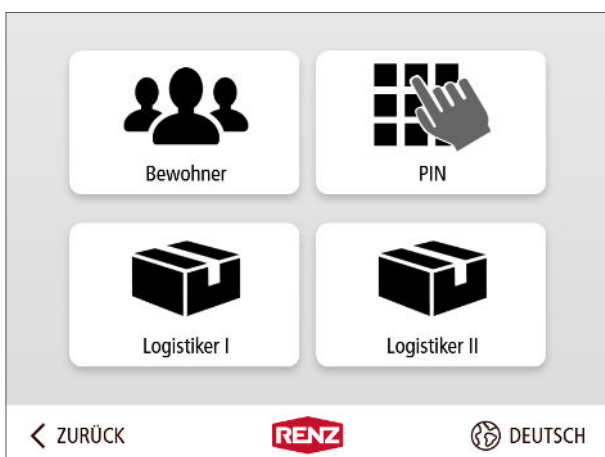 Bewohner
PIN
Logistiker I
Logistiker II
ZURÜCK
RENZ
DEUTSCH